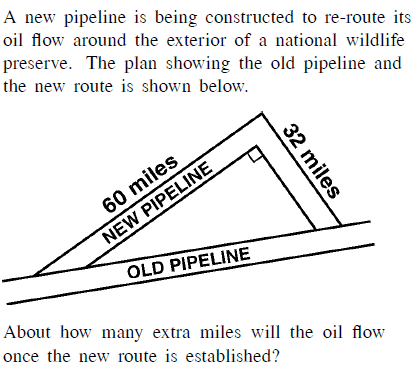 A new pipeline is being constructed to re-route its
oil flow around the exterior of a national wildlife
preserve. The plan showing the old pipeline and
the new route is shown below.
60 miles
NEW PIPELINE
32 miles
OLD PIPELINE
About how many extra miles will the oil flow
once the new route is established?